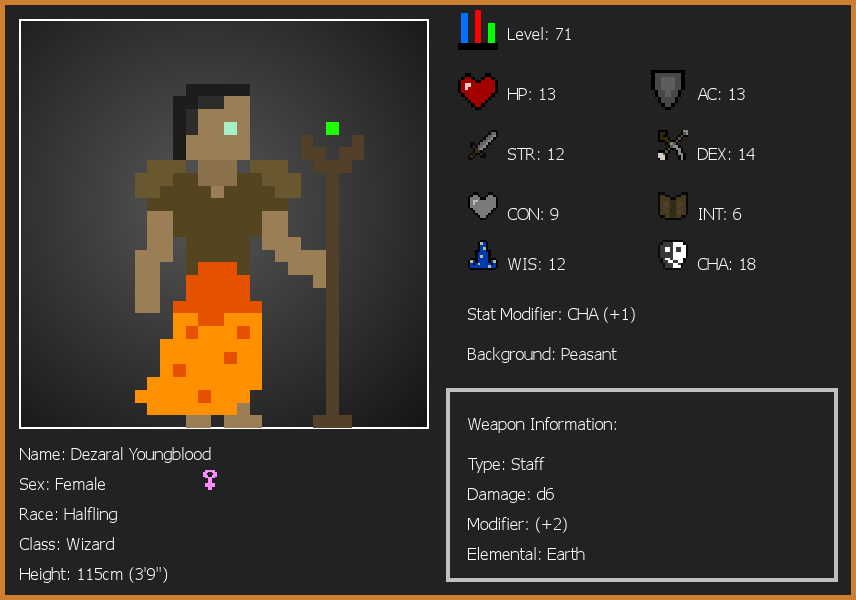 Level: 71
HP: 13
AC: 13
STR: 12
DEX: 14
CON: 9
INT: 6
WIS: 12
CHA: 18
Stat Modifier: CHA (+1)
Background: Peasant
Weapon Information:
Type: Staff
Damage: d6
Modifier: (+2)
Elemental: Earth
Name: Dezaral Youngblood
Sex: Female
Race: Halfling
Class: Wizard
Height: 115cm (3'9")